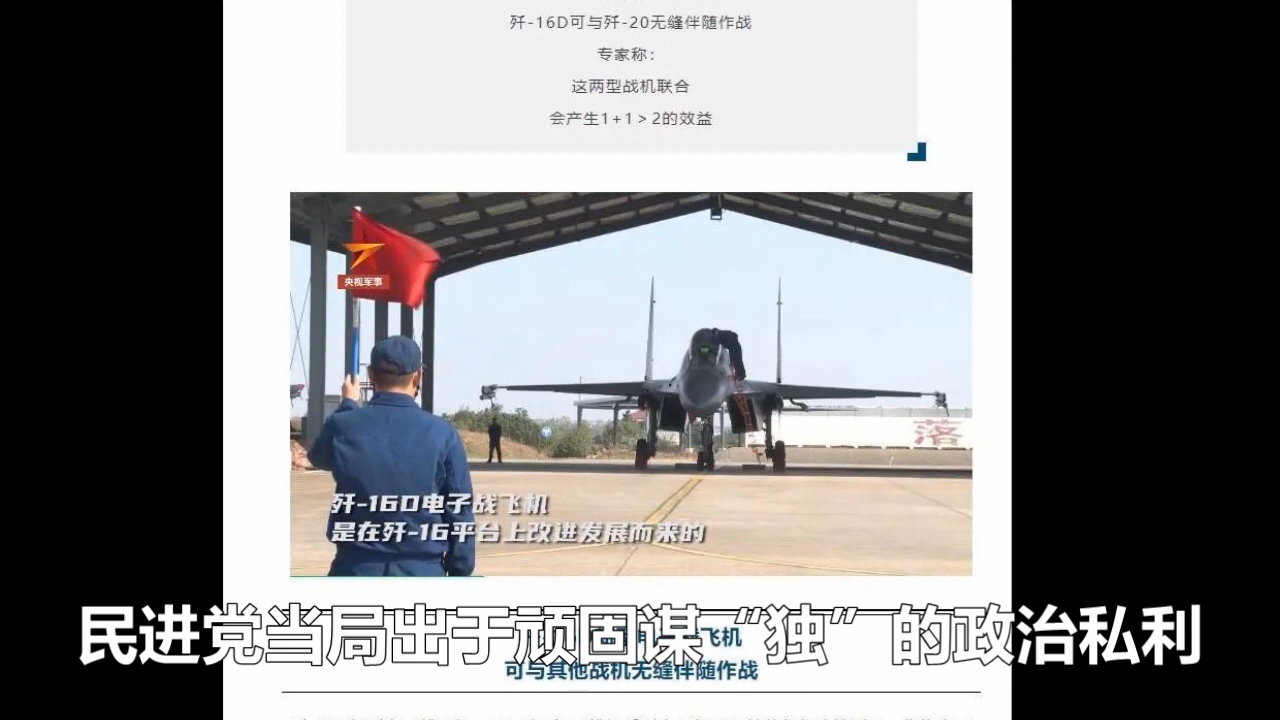 歼-16D可与歼-20无缝伴随作战
专家称：
这两型战机联合
会产生1+1＞2的效益
央视军事
落
歼-16D电子战飞机
是在歼-16平台上改进发展而来的
民进党当局出于顽固谋“独”的政治私利
飞机
可与其他战机无缝伴随作战